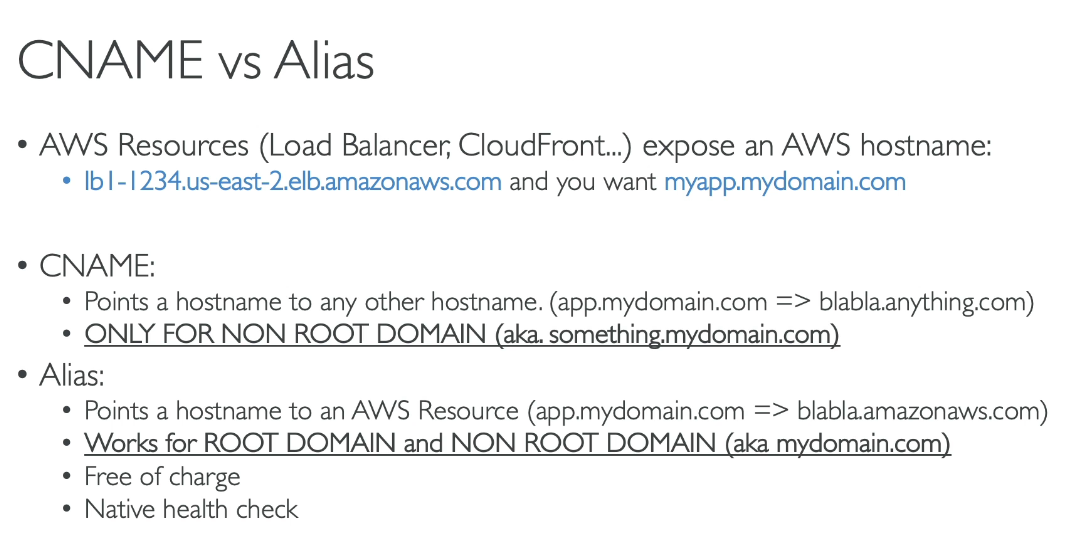 CNAME vs Alias
• AWS Resources (Load Balancer, CloudFront...) expose an AWS hostname:
• lb1-1234.us-east-2.elb.amazonaws.com and you want myapp.mydomain.com
• CNAME:
• Points a hostname to any other hostname. (app.mydomain.com => blabla.anything.com)
• ONLY FOR NON ROOT DOMAIN (aka. something.mydomain.com)
• Alias:
• Points a hostname to an AWS Resource (app.mydomain.com => blabla.amazonaws.com)
• Works for ROOT DOMAIN and NON ROOT DOMAIN (aka mydomain.com)
• Free of charge
• Native health check